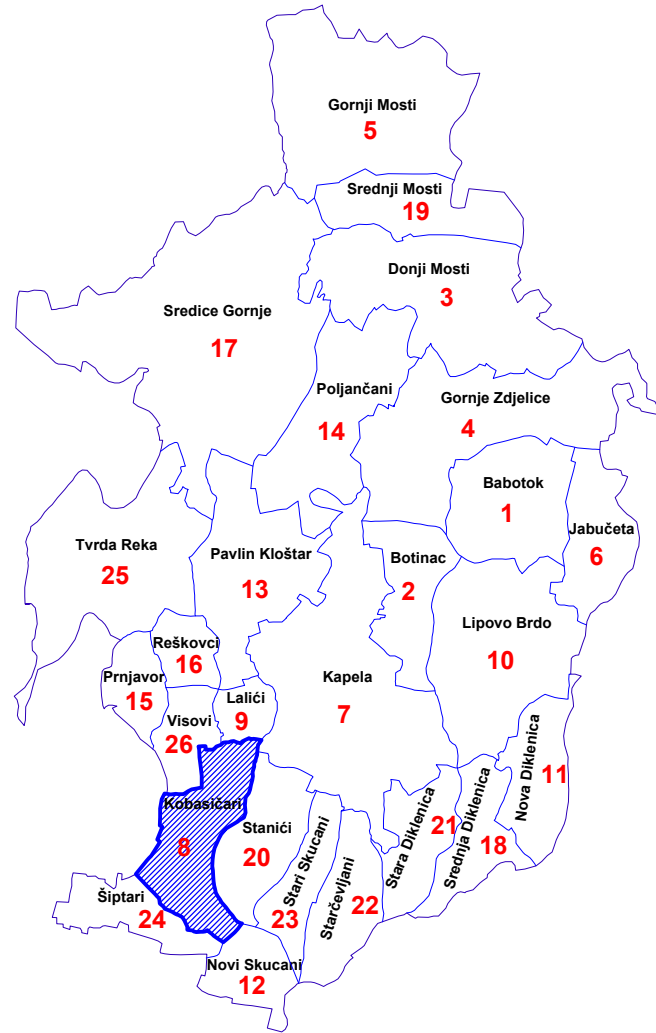 Gornji Mosti
5
Srednji Mosti
19
Donji Mosti
3
Sredice Gornje
17
Poljančani
14
Gornje Zdjelice
4
Babotok
1
Jabučeta
6
Tvrda Reka
25
Pavlin Kloštar
13
Botinac
2
Lipovo Brdo
10
Reškovci
16
Prnjavor
15
Kapela
7
Lalići
9
Visovi
26
Nova Diklenica
11
Kobasičari
8
Stanići
20
Stari Skucani
23
Starčevljani
22
Stara Diklenica
21
Srednja Diklenica
18
Šiptari
24
Novi Skucani
12